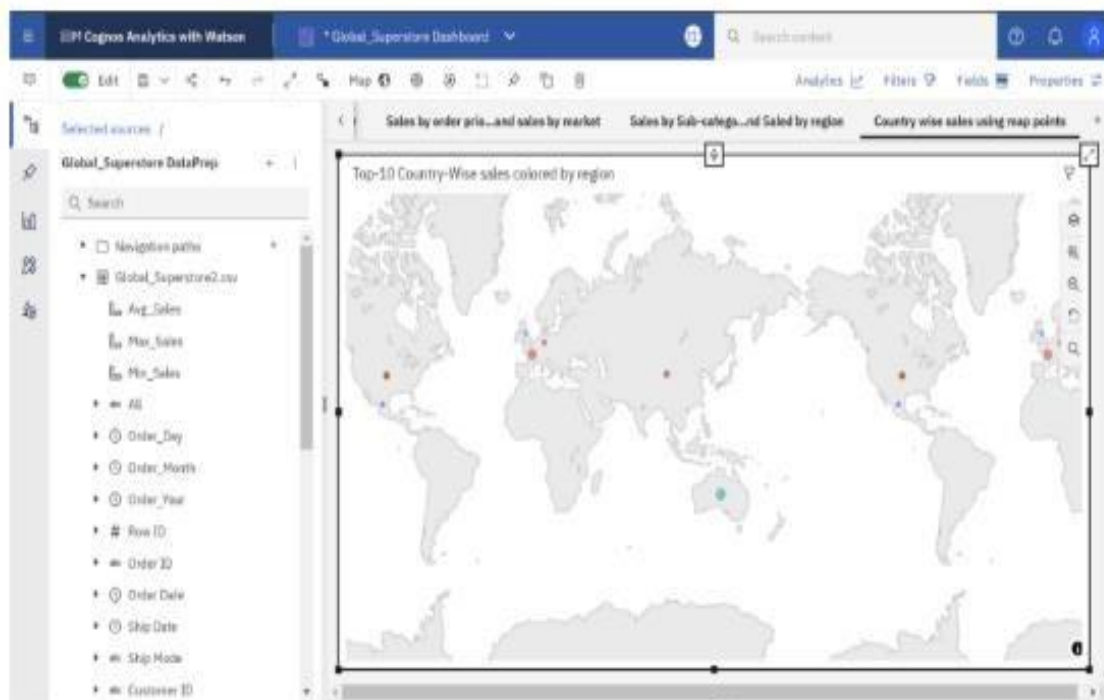 IBM Cognos Analytics with Watson
* Global_Superstore Dashboard
Search content
Edit
Map
Analytics
Filters
Fields
Properties
Selected sources /
Global_Superstore DataPrep
Search
Navigation paths
Global_Superstore2.csv
Avg_Sales
Max_Sales
Min_Sales
All
Order_Day
Order_Month
Order_Year
Row ID
Order ID
Order Date
Ship Date
Ship Mode
Customer ID
Sales by order prio...and sales by market
Sales by Sub-catego...nd Saled by region
Country wise sales using map points
Top-10 Country-Wise sales colored by region